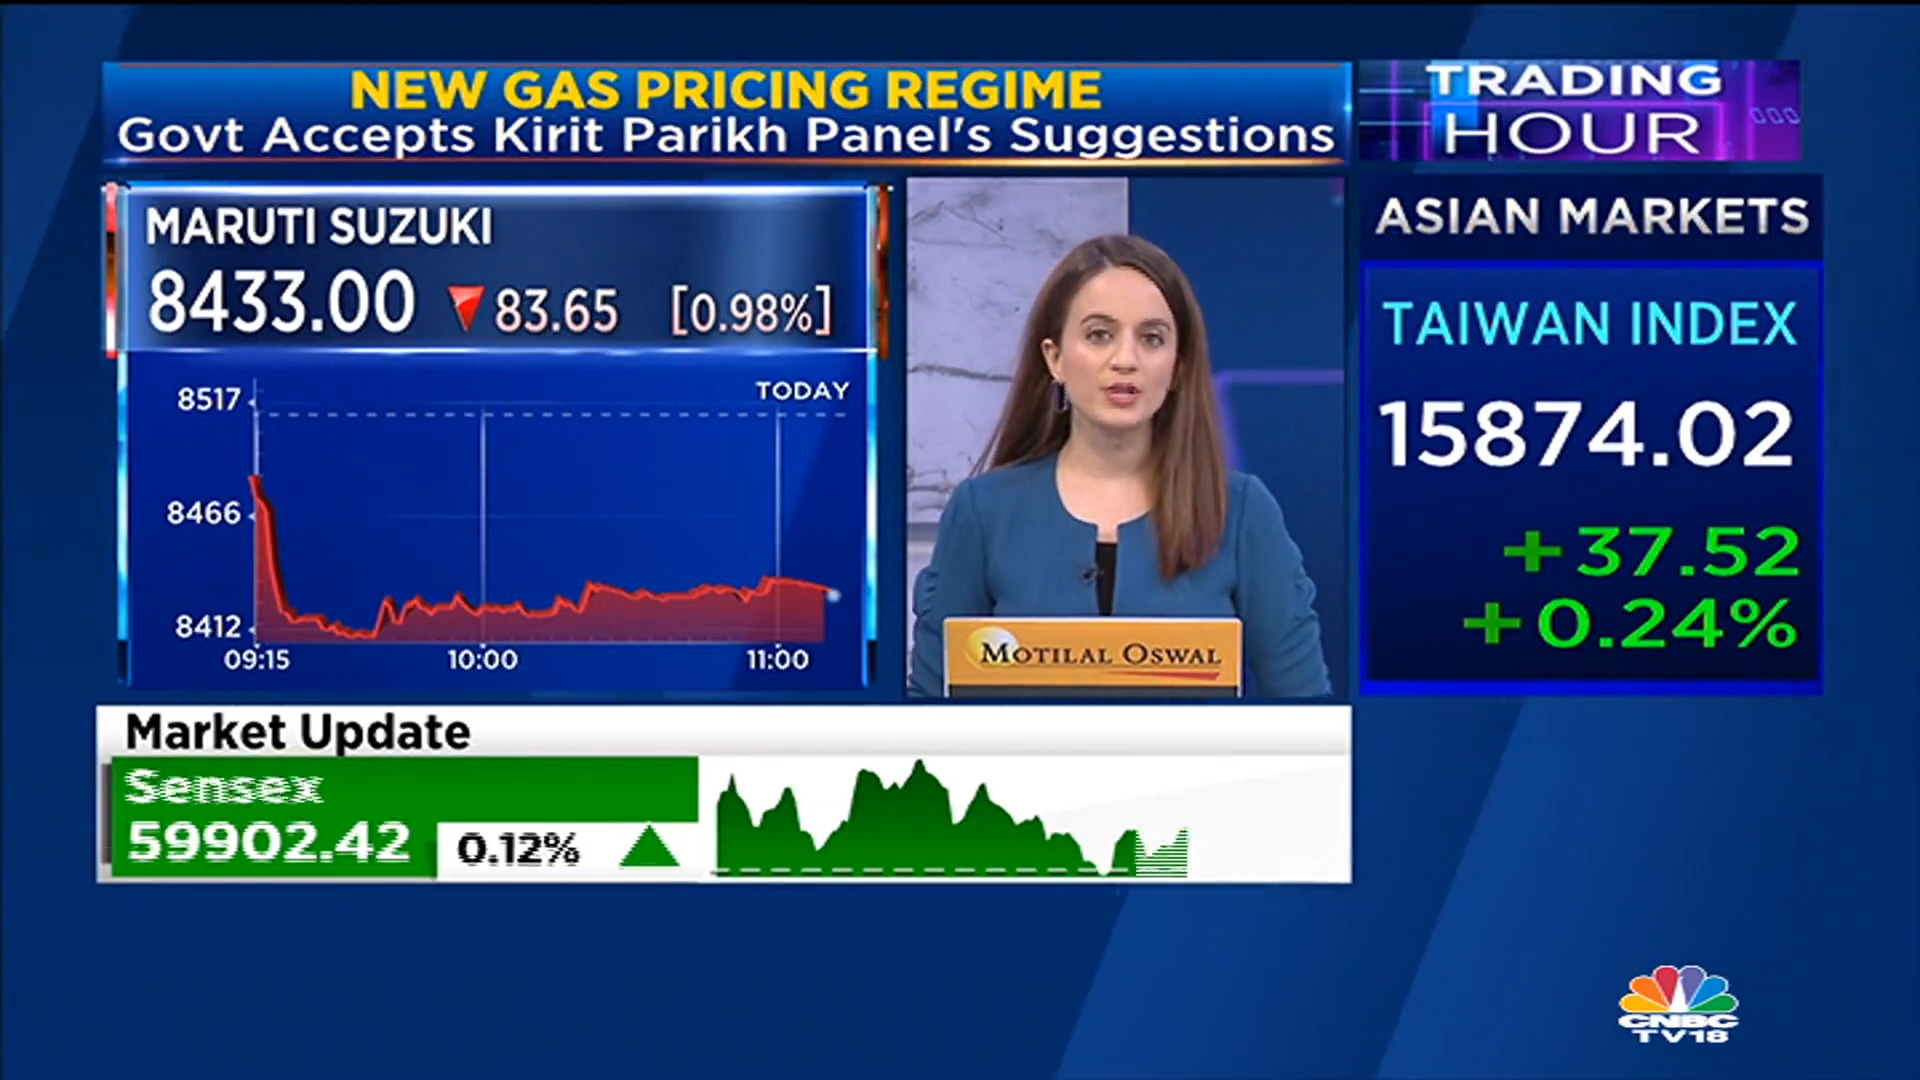 NEW GAS PRICING REGIME
Govt Accepts Kirit Parikh Panel's Suggestions
TRADING
HOUR
MARUTI SUZUKI
8433.00 ▼ 83.65 [0.98%]
TODAY
8517
8466
8412
09:15 10:00 11:00
MOTILAL OSWAL
ASIAN MARKETS
TAIWAN INDEX
15874.02
+37.52
+0.24%
Market Update
Sensex
59902.42 0.12% ▲
CNBC
TV18